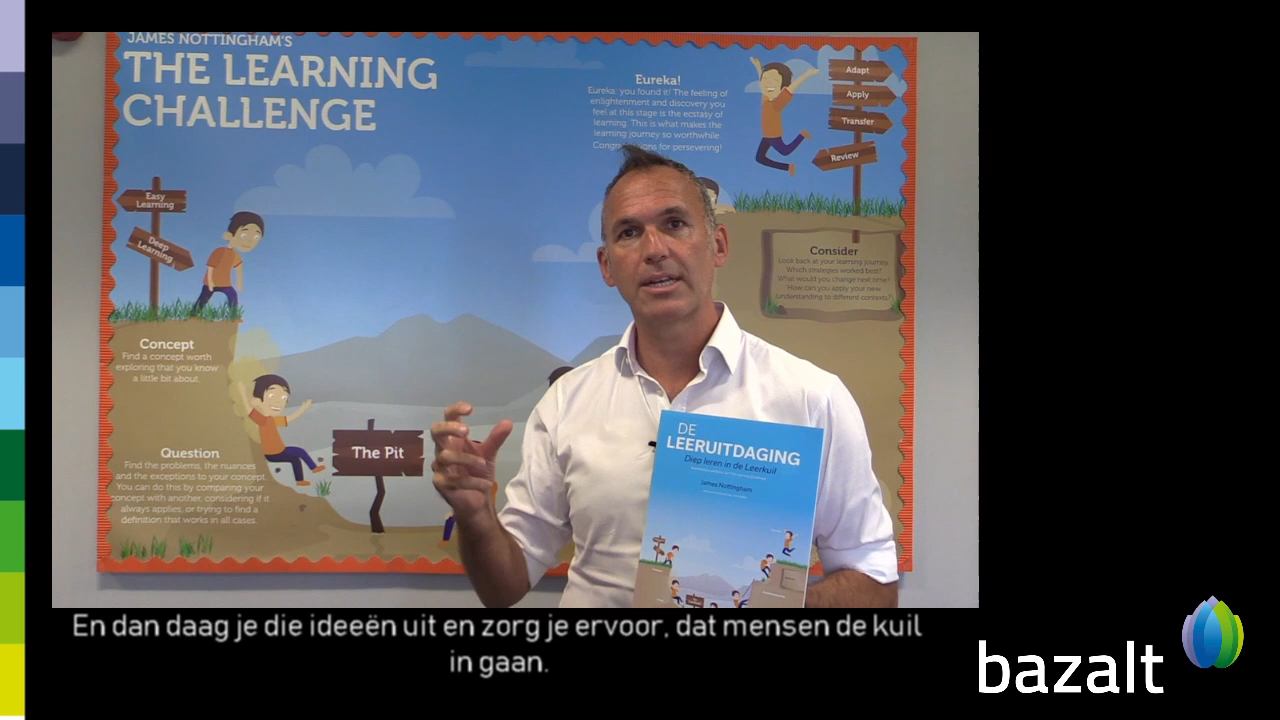 JAMES NOTTINGHAM'S
THE LEARNING
CHALLENGE
Eureka!
Eureka: you found it! The feeling of
enlightenment and discovery you
feel at this stage is the ecstasy of
learning. This is what makes the
learning journey so worthwhile.
for persevering!
Adapt
Apply
Transfer
Review
Easy
Learning
Deep
Learning
Consider
Look back at your learning journey.
Which strategies worked best?
What would you change next time?
How can you apply your new
understanding to different contexts?
Concept
Find a concept worth
exploring that you know
a little bit about.
Question
Find the problems, the nuances
and the exceptions to your concept.
You can do this by comparing your
concept with another, considering if it
always applies, or trying to find a
definition that works in all cases.
The Pit
DE
LEERUITDAGING
Diep leren in de Leerkuil
James Nottingham
En dan daag je die ideeën uit en zorg je ervoor, dat mensen de kuil
in gaan.
bazalt